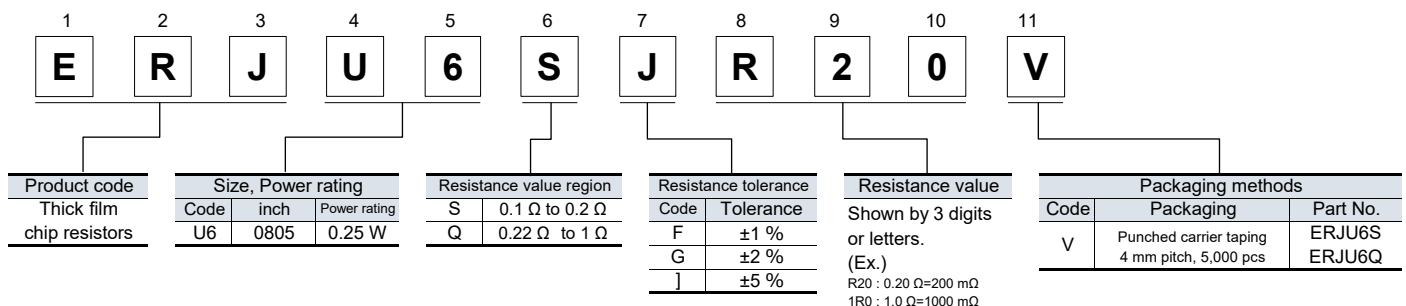 1 2 3 4 5 6 7 8 9 10 11
E R J U 6 S J R 2 0 V
Product code
Thick film
chip resistors
Size, Power rating
Code inch Power rating
U6 0805 0.25 W
Resistance value region
S 0.1 Ω to 0.2 Ω
Q 0.22 Ω to 1 Ω
Resistance tolerance
Code Tolerance
F ±1 %
G ±2 %
] ±5 %
Resistance value
Shown by 3 digits
or letters.
(Ex.)
R20 : 0.20 Ω=200 mΩ
1R0 : 1.0 Ω=1000 mΩ
Packaging methods
Code Packaging Part No.
V Punched carrier taping
4 mm pitch, 5,000 pcs
ERJU6S
ERJU6Q